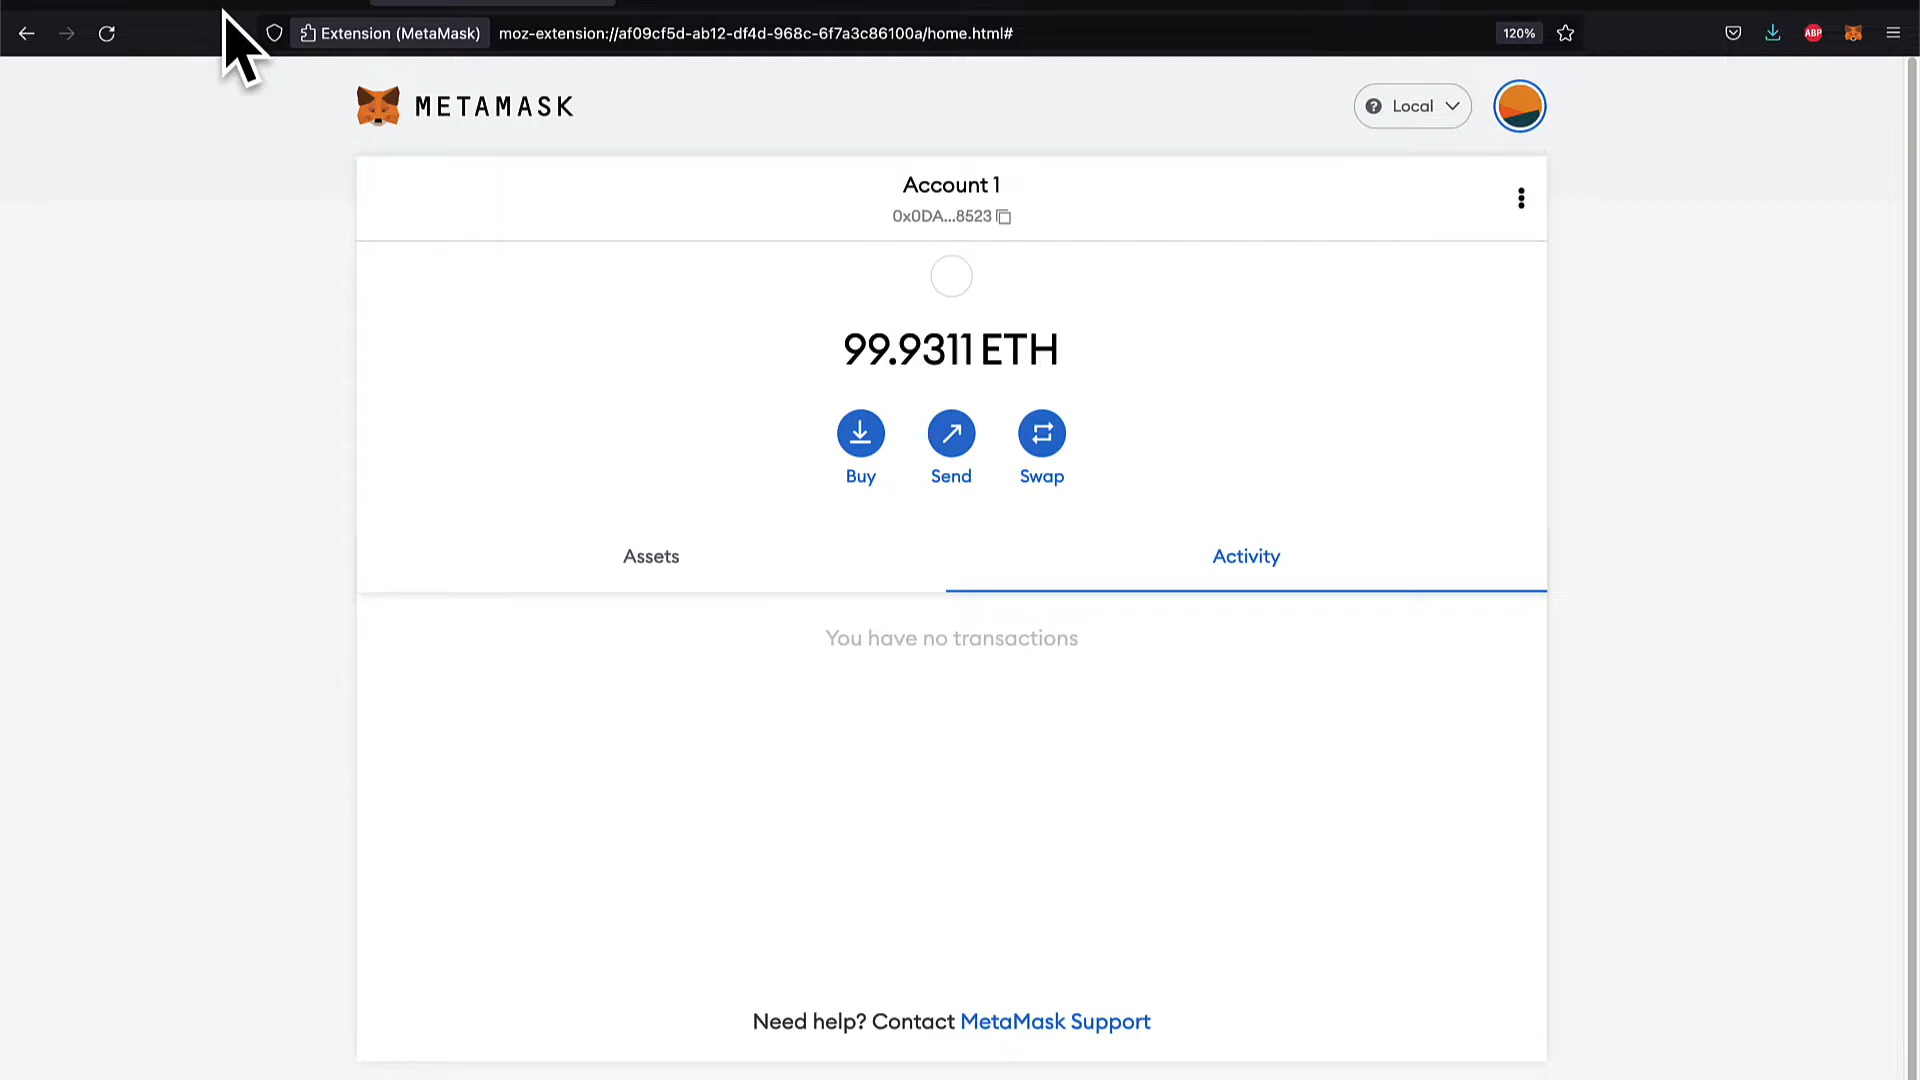 Extension (MetaMask) moz-extension://af09cf5d-ab12-df4d-968c-6f7a3c86100a/home.html# 120% ABP
METAMASK
? Local
Account 1
0x0DA...8523
99.9311 ETH
Buy Send Swap
Assets Activity
You have no transactions
Need help? Contact MetaMask Support